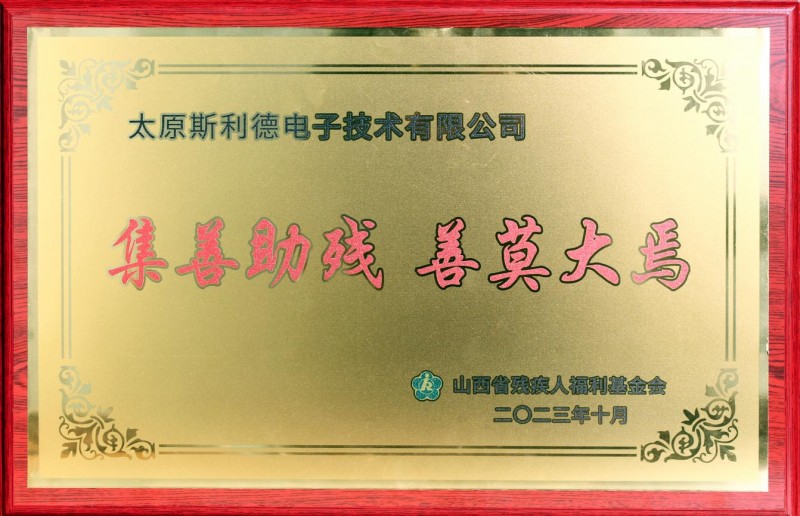 太原斯利德电子技术有限公司
集善助残 善莫大焉
山西省残疾人福利基金会
二〇二三年十月